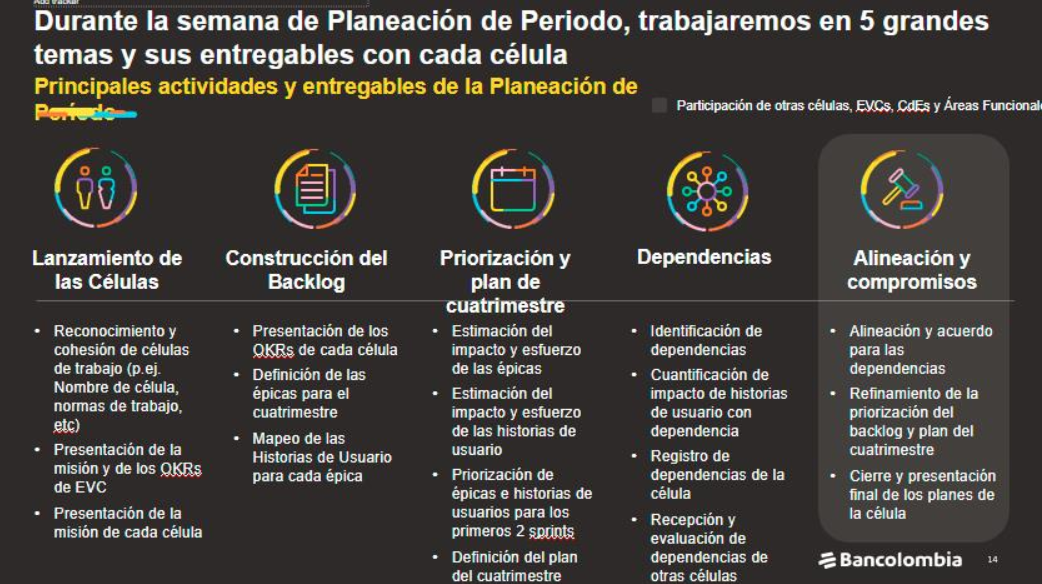 Add tracker
Durante la semana de Planeación de Periodo, trabajaremos en 5 grandes
temas y sus entregables con cada célula
Principales actividades y entregables de la Planeación de
Período
Participación de otras células, EVCs, CdEs y Áreas Funcionale
Lanzamiento de
las Células
Reconocimiento y
cohesión de células
de trabajo (p.ej.
Nombre de célula,
normas de trabajo,
etc)
Presentación de la
misión y de los OKRs
de EVC
Presentación de la
misión de cada célula
Construcción del
Backlog
Presentación de los
OKRs de cada célula
Definición de las
épicas para el
cuatrimestre
Mapeo de las
Historias de Usuario
para cada épica
Priorización y
plan de
cuatrimestre
Estimación del
impacto y esfuerzo
de las épicas
Estimación del
impacto y esfuerzo
de las historias de
usuario
Priorización de
épicas e historias de
usuarios para los
primeros 2 sprints
Definición del plan
del cuatrimestre
Dependencias
Identificación de
dependencias
Cuantificación de
impacto de historias
de usuario con
dependencia
Registro de
dependencias de la
célula
Recepción y
evaluación de
dependencias de
otras células
Alineación y
compromisos
Alineación y acuerdo
para las
dependencias
Refinamiento de la
priorización del
backlog y plan del
cuatrimestre
Cierre y presentación
final de los planes de
la célula
Bancolombia
14